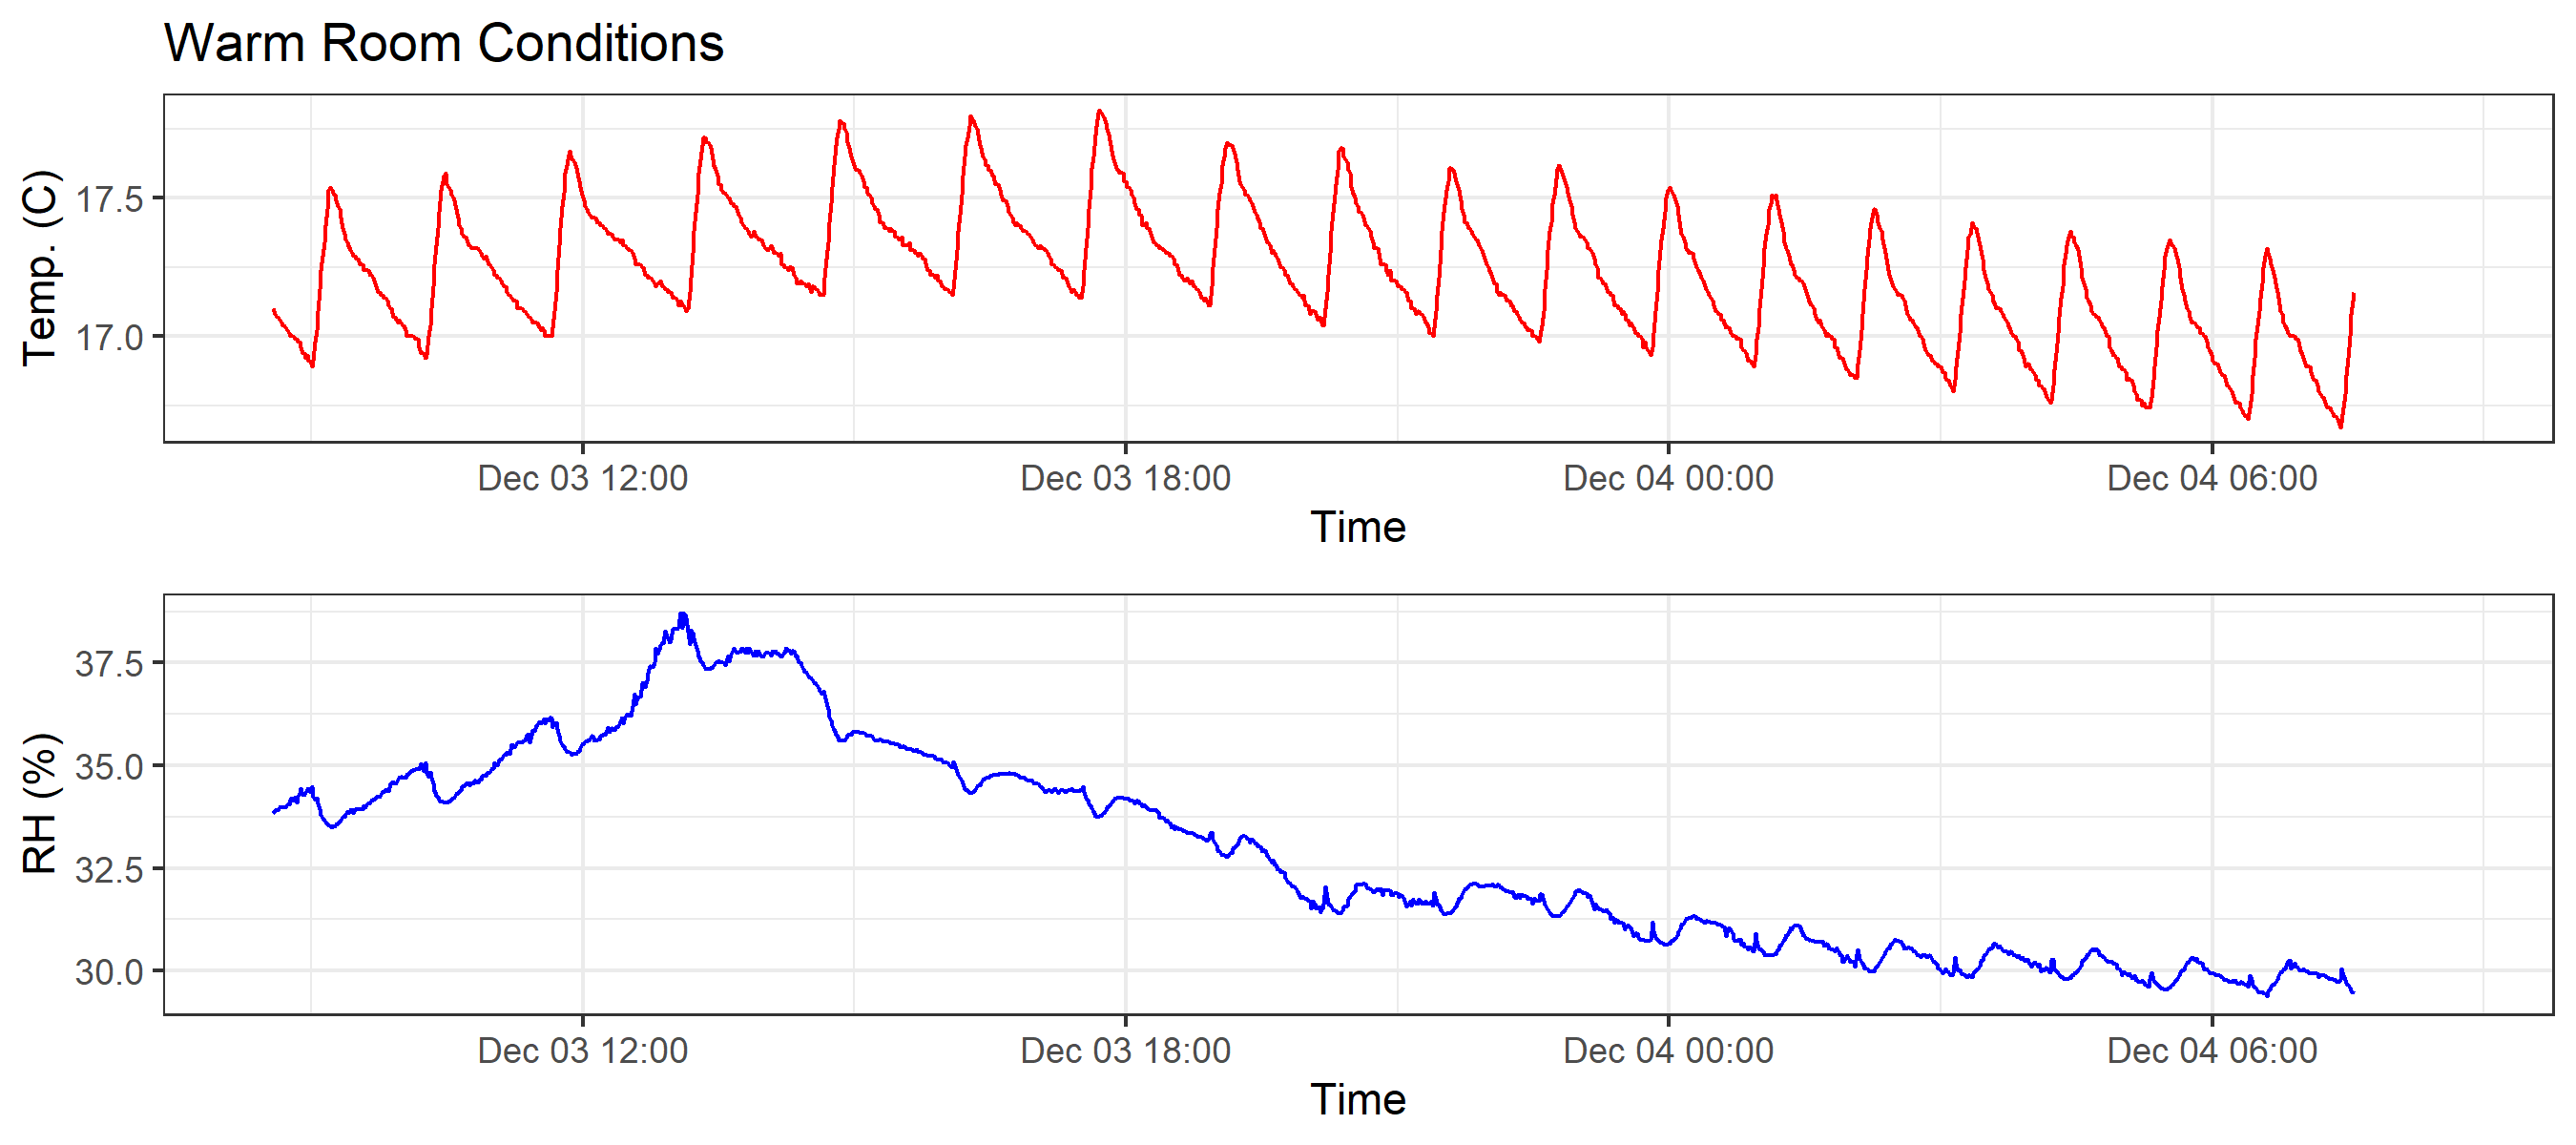 Warm Room Conditions
Temp. (C)
17.5
17.0
Dec 03 12:00 Dec 03 18:00 Dec 04 00:00 Dec 04 06:00
Time
RH (%)
37.5
35.0
32.5
30.0
Dec 03 12:00 Dec 03 18:00 Dec 04 00:00 Dec 04 06:00
Time